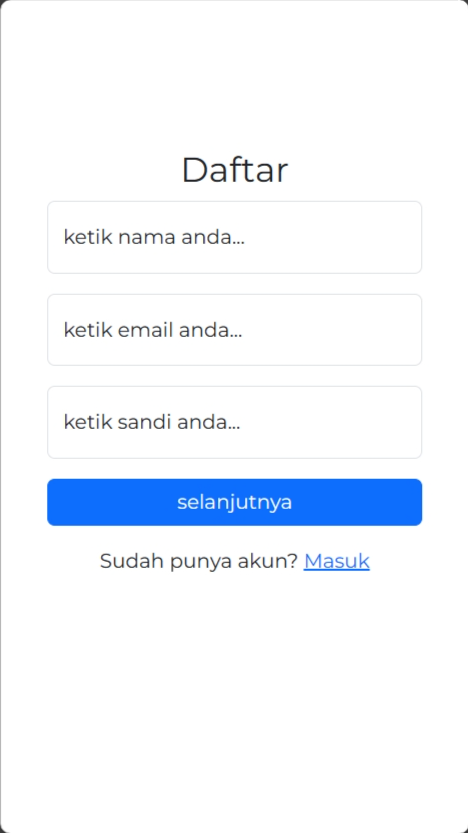 Daftar
ketik nama anda...
ketik email anda...
ketik sandi anda...
selanjutnya
Sudah punya akun? Masuk